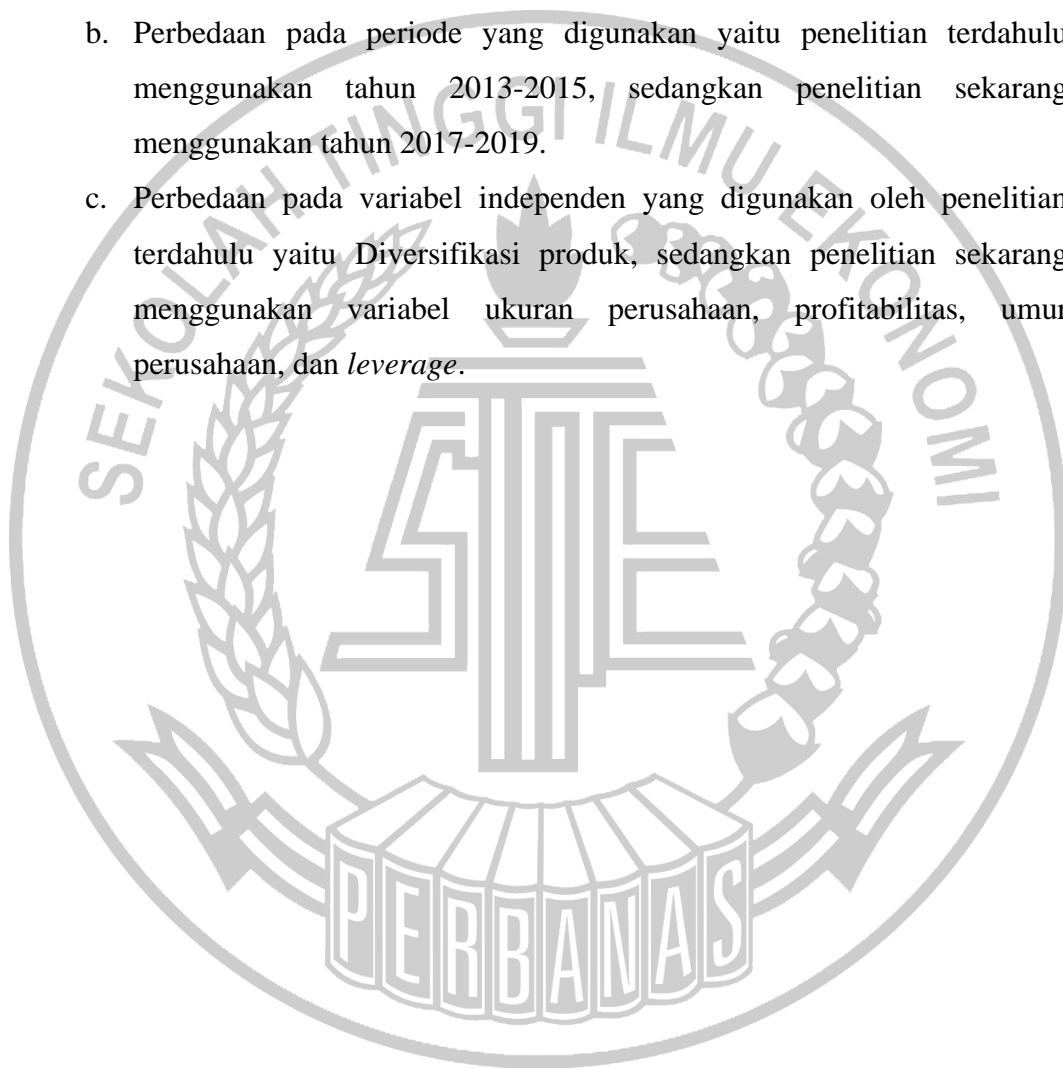 b. Perbedaan pada periode yang digunakan yaitu penelitian terdahulu
menggunakan tahun 2013-2015, sedangkan penelitian sekarang
menggunakan tahun 2017-2019.
c. Perbedaan pada variabel independen yang digunakan oleh penelitian
terdahulu yaitu Diversifikasi produk, sedangkan penelitian sekarang
menggunakan variabel ukuran perusahaan, profitabilitas, umur
perusahaan, dan leverage.
SEKOLAH TINGGI ILMU EKONOMI
STIE
PERBANAS